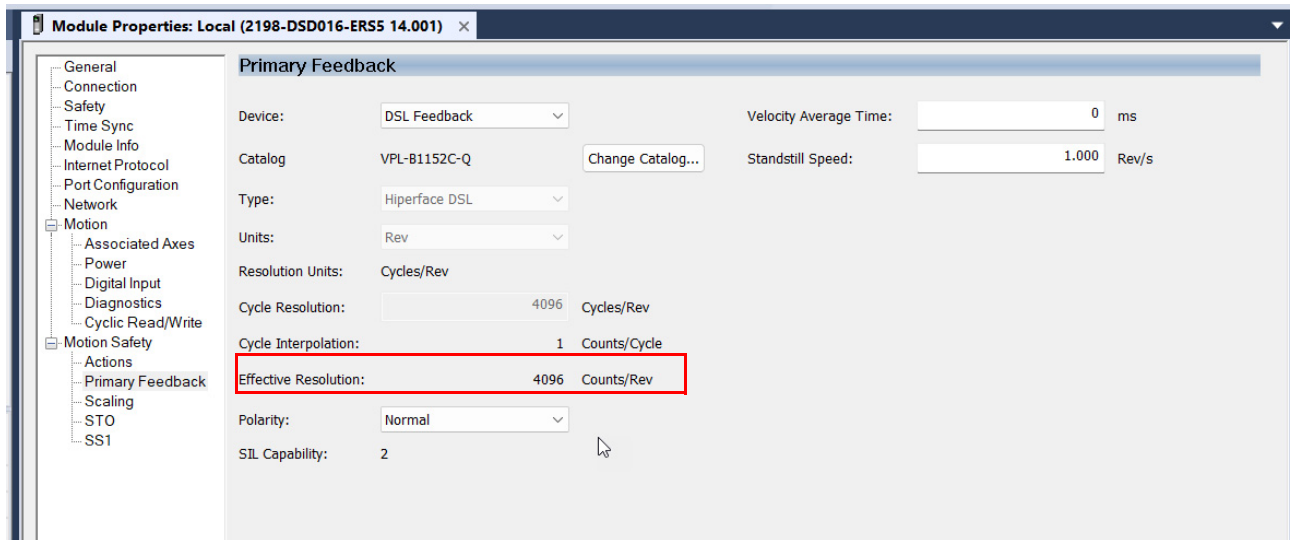 Module Properties: Local (2198-DSD016-ERS5 14.001) ×
General
Connection
Safety
Time Sync
Module Info
Internet Protocol
Port Configuration
Network
Motion
Associated Axes
Power
Digital Input
Diagnostics
Cyclic Read/Write
Motion Safety
Actions
Primary Feedback
Scaling
STO
SS1
Primary Feedback
Device: DSL Feedback
Catalog VPL-B1152C-Q Change Catalog...
Type: Hiperface DSL
Units: Rev
Resolution Units: Cycles/Rev
Cycle Resolution: 4096 Cycles/Rev
Cycle Interpolation: 1 Counts/Cycle
Effective Resolution: 4096 Counts/Rev
Polarity: Normal
SIL Capability: 2
Velocity Average Time: 0 ms
Standstill Speed: 1.000 Rev/s